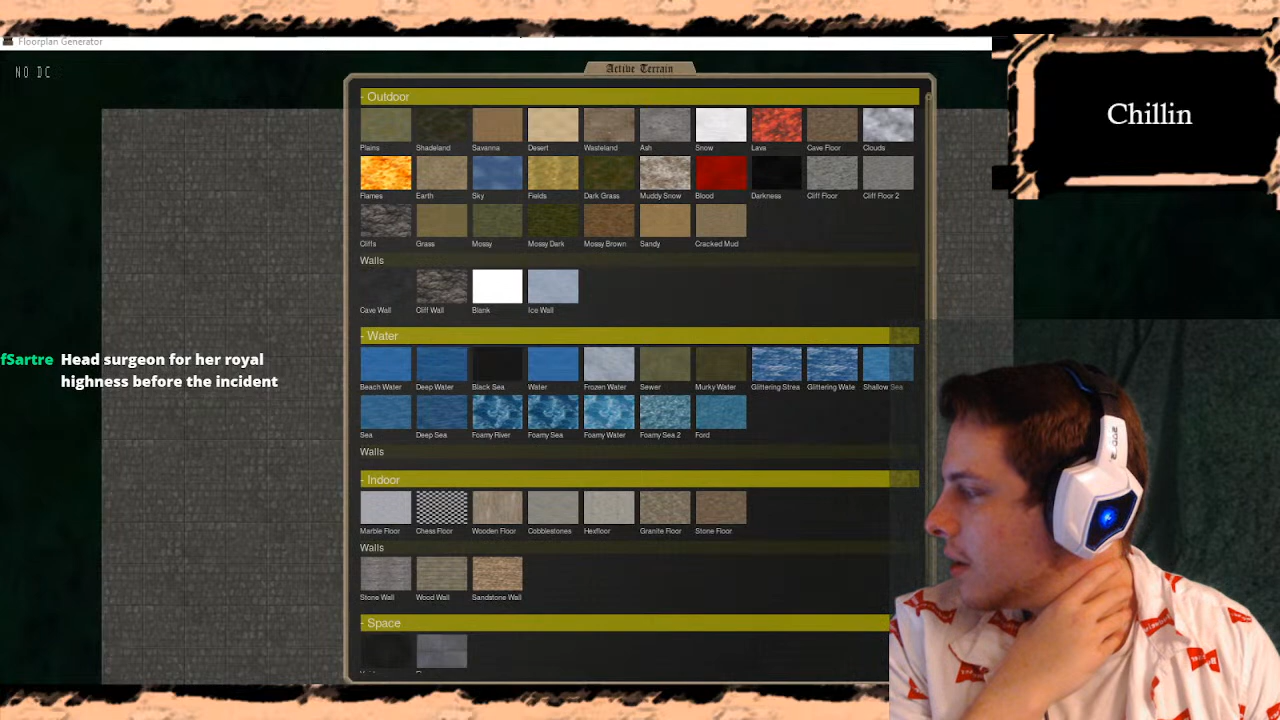 Floorplan Generator
NO DC
Active Terrain
Chillin
- Outdoor
Plains Shadeland Savanna Desert Wasteland Ash Snow Lava Cave Floor Clouds
Flames Earth Sky Fields Dark Grass Muddy Snow Blood Darkness Cliff Floor Cliff Floor 2
Cliffs Grass Mossy Mossy Dark Mossy Brown Sandy Cracked Mud
Walls
Cave Wall Cliff Wall Blank Ice Wall
- Water
fSartre Head surgeon for her royal
highness before the incident
Beach Water Deep Water Black Sea Water Frozen Water Sewer Murky Water Glittering Strea Glittering Wate Shallow Sea
Sea Deep Sea Foamy River Foamy Sea Foamy Water Foamy Sea 2 Ford
Walls
- Indoor
Marble Floor Chess Floor Wooden Floor Cobblestones Hexfloor Granite Floor Stone Floor
Walls
Stone Wall Wood Wall Sandstone Wall
- Space